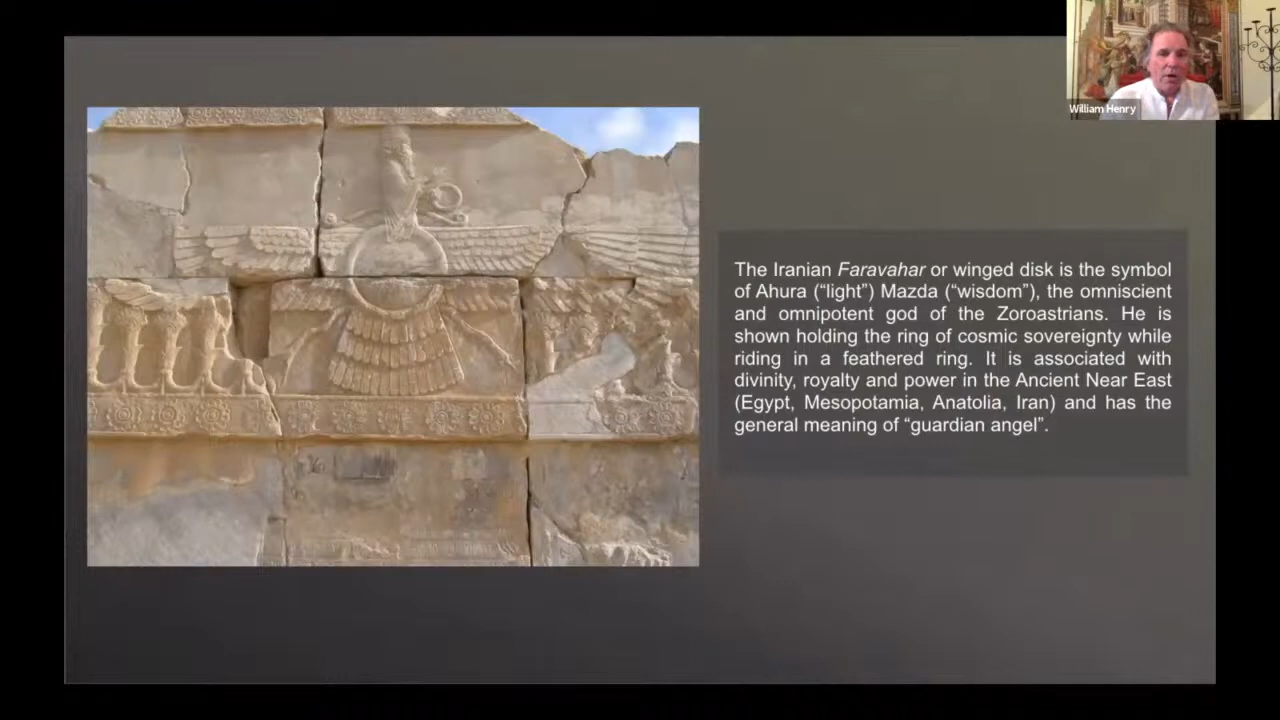 William Henry
The Iranian Faravahar or winged disk is the symbol
of Ahura (“light”) Mazda (“wisdom”), the omniscient
and omnipotent god of the Zoroastrians. He is
shown holding the ring of cosmic sovereignty while
riding in a feathered ring. It is associated with
divinity, royalty and power in the Ancient Near East
(Egypt, Mesopotamia, Anatolia, Iran) and has the
general meaning of “guardian angel”.